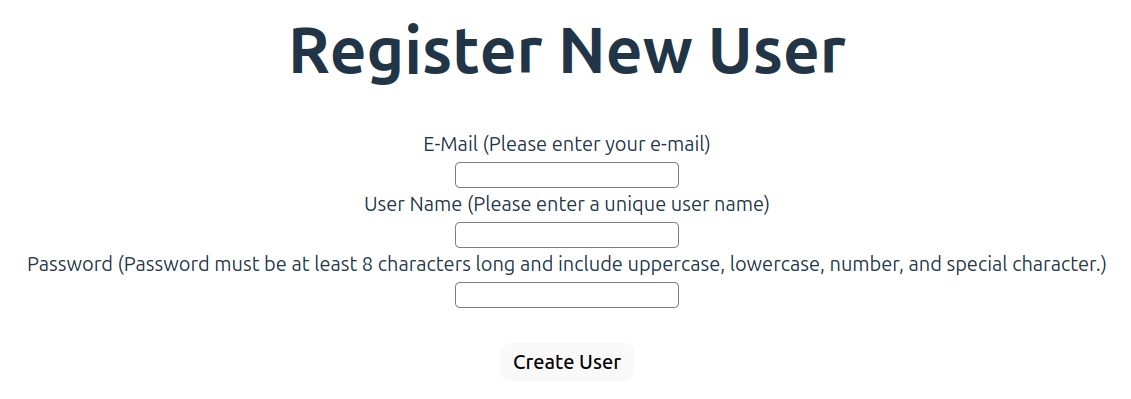 Register New User
E-Mail (Please enter your e-mail)
User Name (Please enter a unique user name)
Password (Password must be at least 8 characters long and include uppercase, lowercase, number, and special character.)
Create User